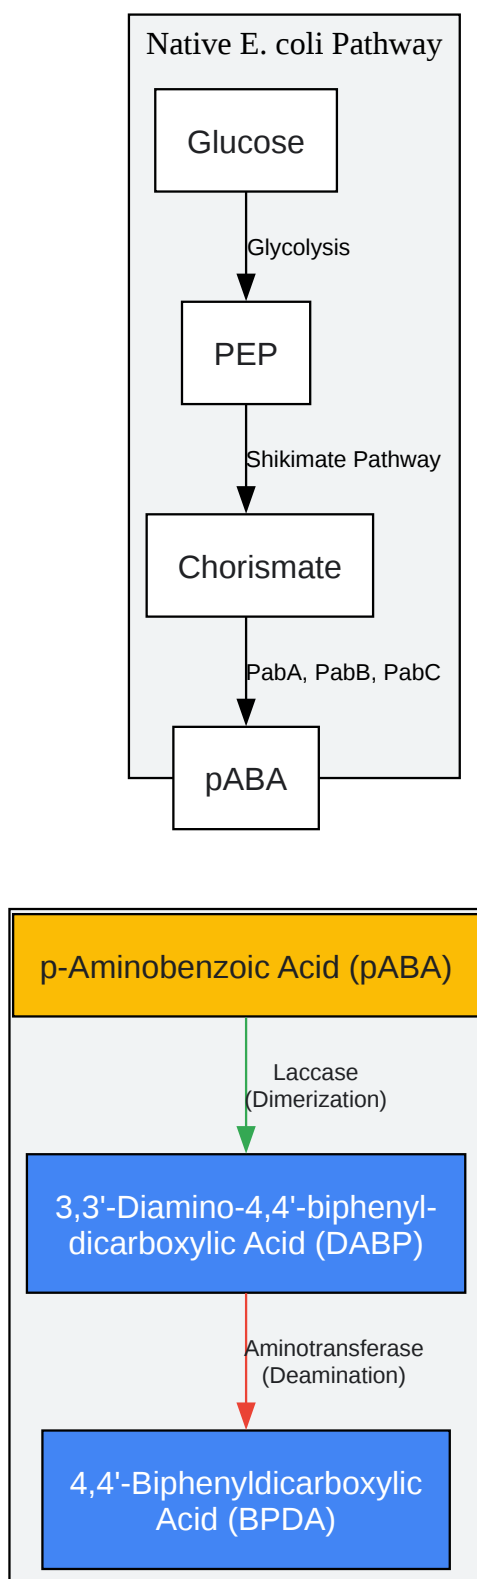 Native E. coli Pathway
Glucose
Glycolysis
PEP
Shikimate Pathway
Chorismate
PabA, PabB, PabC
pABA
p-Aminobenzoic Acid (pABA)
Laccase
(Dimerization)
3,3'-Diamino-4,4'-biphenyl-
dicarboxylic Acid (DABP)
Aminotransferase
(Deamination)
4,4'-Biphenyldicarboxylic
Acid (BPDA)